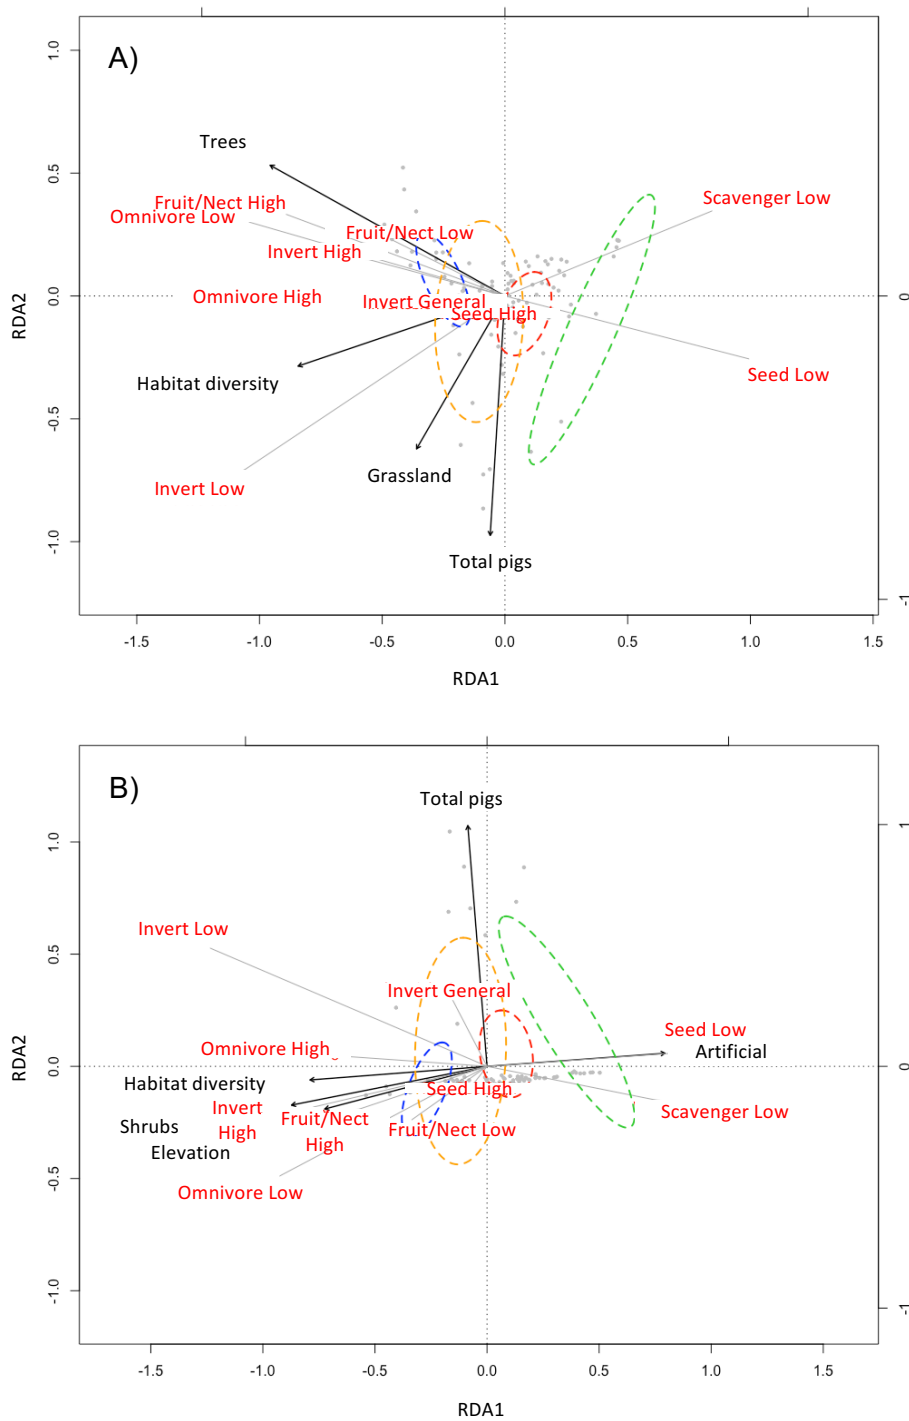 A)
1.0
Trees
0.5
Fruit/Nect High
Scavenger Low
Omnivore Low
Fruit/Nect Low
Invert High
RDA2
0.0
Omnivore High
Invert General
0
Seed High
Seed Low
Habitat diversity
-0.5
Grassland
Invert Low
-1.0
Total pigs
-1
-1.5 -1.0 -0.5 0.0 0.5 1.0 1.5
RDA1
B)
Total pigs
1.0
1
Invert Low
0.5
Invert General
Seed Low
Omnivore High
Artificial
RDA2
0.0
0
Habitat diversity
Seed High
Invert
High
Fruit/Nect
High
Scavenger Low
Shrubs
Fruit/Nect Low
Elevation
-0.5
Omnivore Low
-1.0
-1
-1.5 -1.0 -0.5 0.0 0.5 1.0 1.5
RDA1